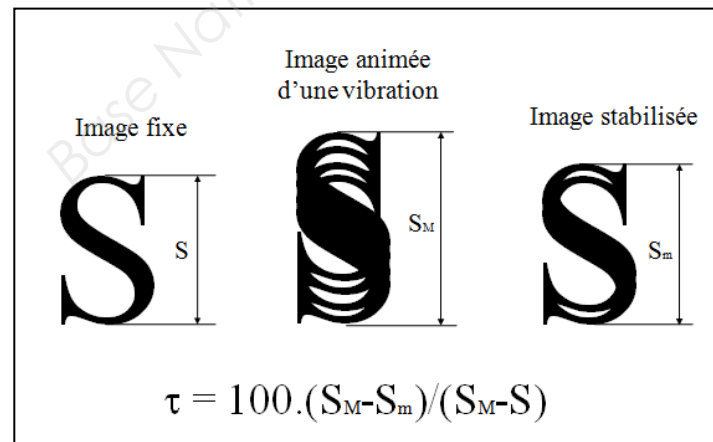 Image fixe
Image animée
d'une vibration
Image stabilisée
S
S
S
S
SM
Sm
τ = 100.(SM-Sm)/(SM-S)